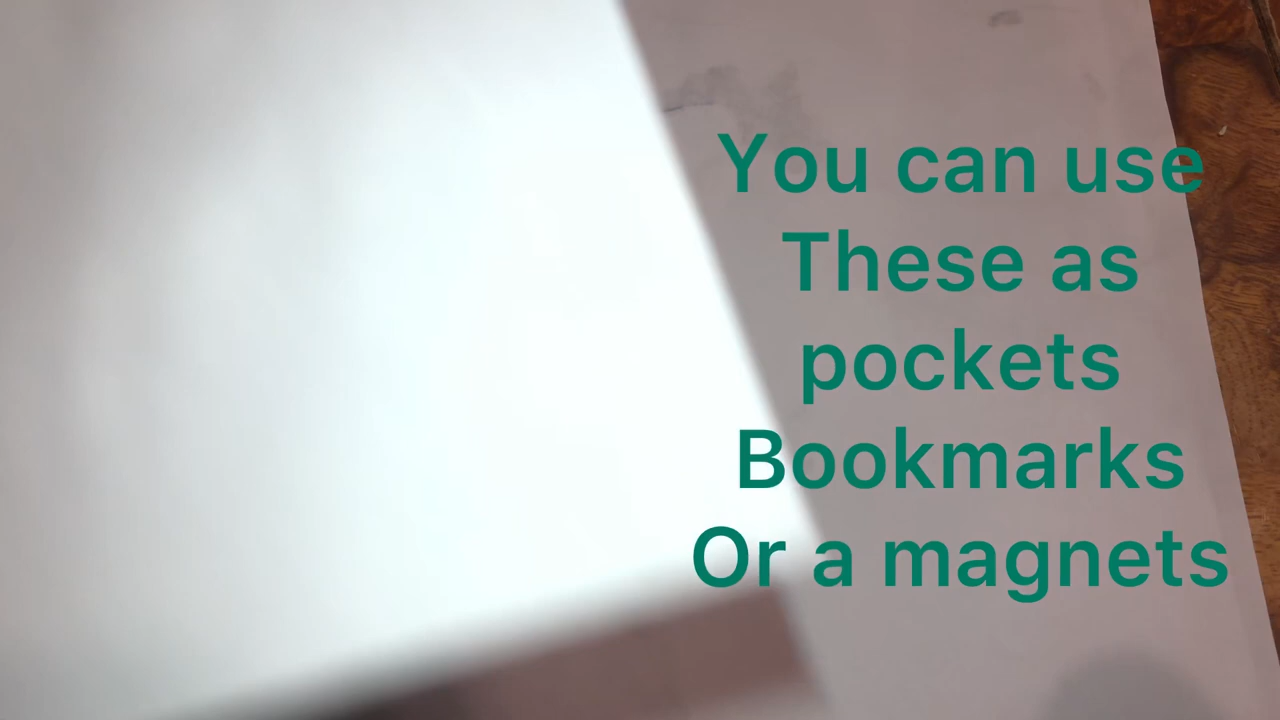 You can use
These as
pockets
Bookmarks
Or a magnets